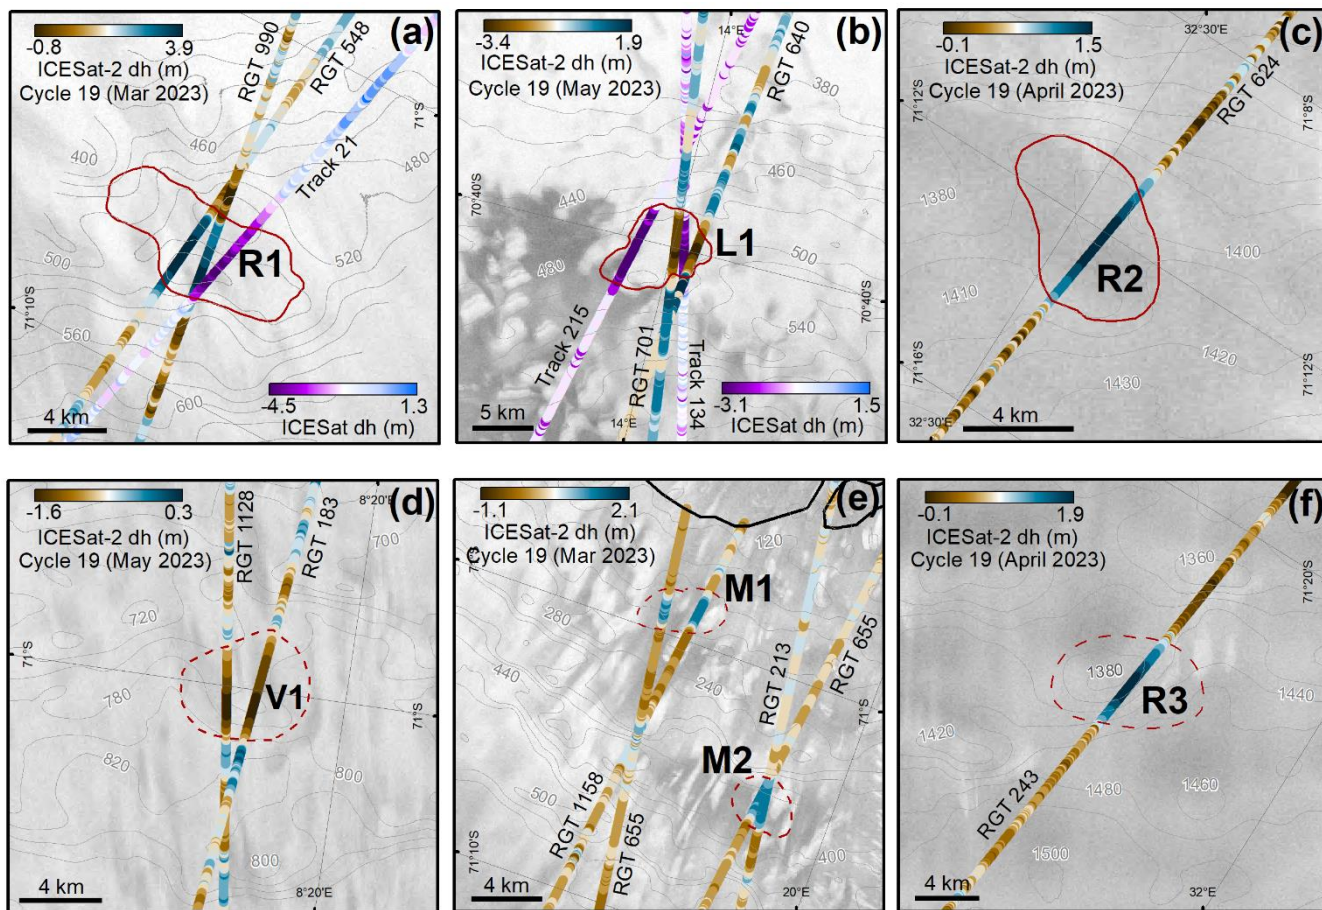 (a)
-0.8 3.9
ICESat-2 dh (m)
Cycle 19 (Mar 2023)
RGT 990
RGT 548
Track 21
71°S
400
460
480
R1
500
520
71°10'S
560
600
4 km
-4.5 1.3
ICESat dh (m)
(b)
-3.4 1.9
ICESat-2 dh (m)
Cycle 19 (May 2023)
14°E
RGT 640
380
460
70°40'S
440
L1
480
500
70°40'S
540
Track 215
RGT 701
Track 134
5 km
14°E
-3.1 1.5
ICESat dh (m)
(c)
-0.1 1.5
ICESat-2 dh (m)
Cycle 19 (April 2023)
32°30'E
RGT 624
71°12'S
71°8'S
1380
1400
R2
1410
1420
71°16'S
71°12'S
1430
32°30'E
4 km
(d)
-1.6 0.3
ICESat-2 dh (m)
Cycle 19 (May 2023)
RGT 1128
RGT 183
8°20'E
700
720
71°S
V1
780
71°S
820
800
800
4 km
8°20'E
(e)
-1.1 2.1
ICESat-2 dh (m)
Cycle 19 (Mar 2023)
120
71°S
M1
280
RGT 213
RGT 655
440
240
71°S
M2
500
RGT 1158
RGT 655
71°10'S
400
4 km
20°E
(f)
-0.1 1.9
ICESat-2 dh (m)
Cycle 19 (April 2023)
1360
71°20'S
1380
R3
1440
1420
1460
1480
RGT 243
1500
4 km
32°E